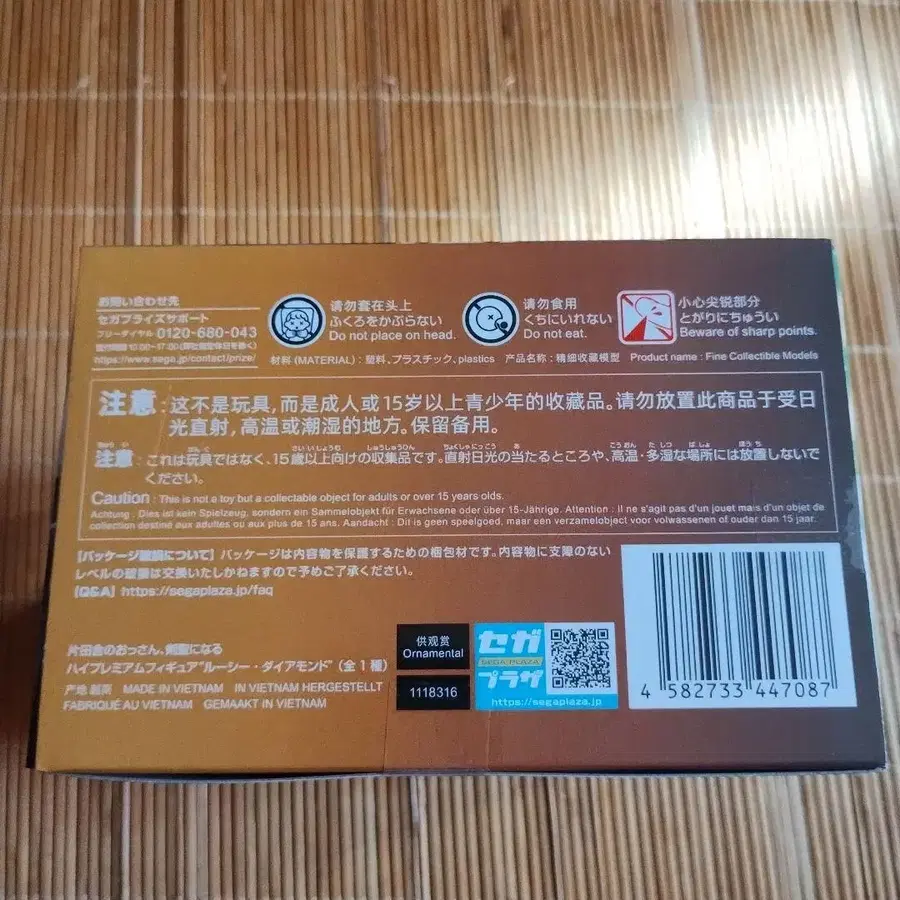 お問い合わせ先
セガプライズサポート
フリーダイヤル 0120-680-043
https://www.sega.jp/contact/prize/
请勿套在头上
ふくろをかぶらない
Do not place on head.
请勿食用
くちにいれない
Do not eat.
小心尖锐部分
とがりにちゅうい
Beware of sharp points.
材料 (MATERIAL) : 塑料、プラスチック、plastics 产品名称 : 精细收藏模型 Product name : Fine Collectible Models
注意 : 这不是玩具, 而是成人或15岁以上青少年的收藏品。请勿放置此商品于受日
光直射, 高温或潮湿的地方。保留备用。
注意 : これは玩具ではなく、15歳以上向けの収集品です。直射日光の当たるところや、高温・多湿な場所には放置しないで
ください。
Caution : This is not a toy but a collectable object for adults or over 15 years olds.
Achtung : Dies ist kein Spielzeug, sondern ein Sammelobjekt für Erwachsene oder über 15-Jährige. Attention : Il ne s'agit pas d'un jouet mais d'un objet de
collection destiné aux adultes ou aux plus de 15 ans. Aandacht : Dit is geen speelgoed, maar een verzamelobject voor volwassenen of ouder dan 15 jaar.
【パッケージ破損について】パッケージは内容物を保護するための梱包材です。内容物に支障のない
レベルの破損は交換いたしかねますので予めご了承ください。
【Q&A】https://segaplaza.jp/faq
片田舎のおっさん、剣聖になる
ハイプレミアムフィギュア"ルーシー・ダイアモンド" (全1種)
产地 越南 MADE IN VIETNAM IN VIETNAM HERGESTELLT
FABRIQUÉ AU VIETNAM GEMAAKT IN VIETNAM
供观赏
Ornamental
1118316
セガ
SEGA PLAZA
プラザ
https://segaplaza.jp
4 582733 447087